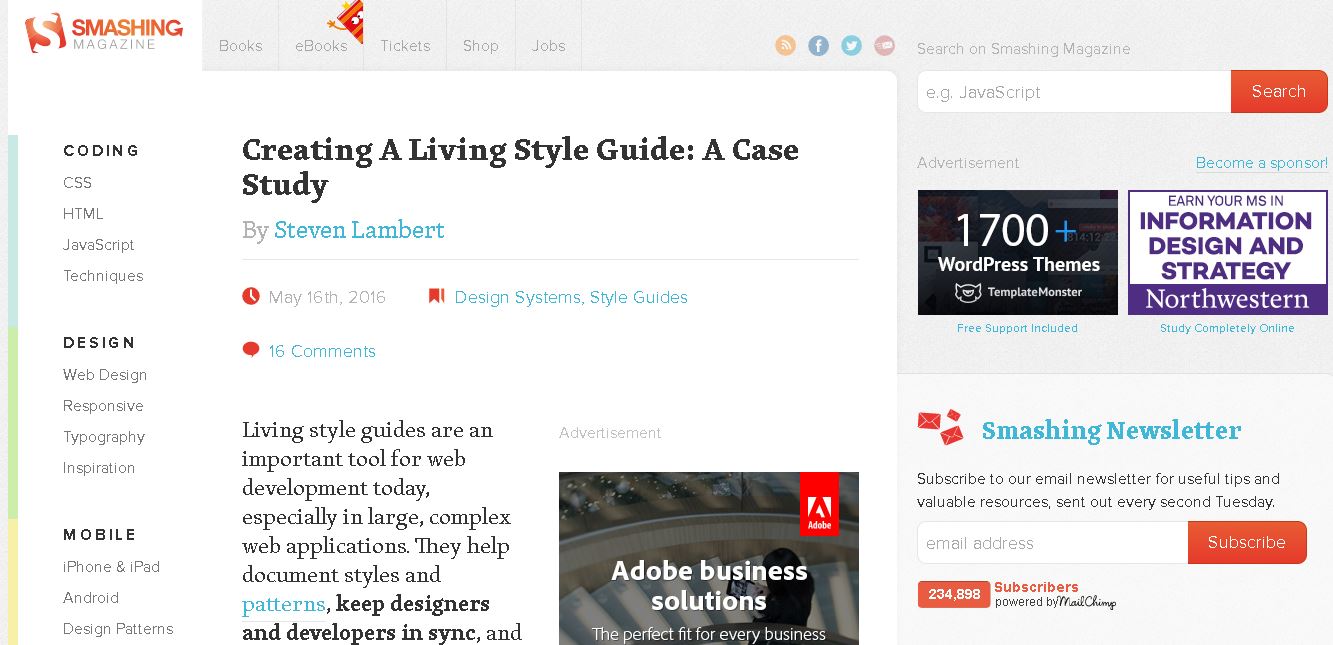 SMASHING
MAGAZINE
Books
eBooks
Tickets
Shop
Jobs
Search on Smashing Magazine
e.g. JavaScript
Search
CODING
CSS
HTML
JavaScript
Techniques
DESIGN
Web Design
Responsive
Typography
Inspiration
MOBILE
iPhone & iPad
Android
Design Patterns
Creating A Living Style Guide: A Case
Study
By Steven Lambert
May 16th, 2016
Design Systems, Style Guides
16 Comments
Living style guides are an
important tool for web
development today,
especially in large, complex
web applications. They help
document styles and
patterns, keep designers
and developers in sync, and
Advertisement
Adobe
Adobe business
solutions
The perfect fit for every business
Advertisement
Become a sponsor!
1700+
WordPress Themes
TemplateMonster
Free Support Included
EARN YOUR MS IN
INFORMATION
DESIGN AND
STRATEGY
Northwestern
Study Completely Online
Smashing Newsletter
Subscribe to our email newsletter for useful tips and
valuable resources, sent out every second Tuesday.
email address
Subscribe
234,898
Subscribers
powered by MailChimp